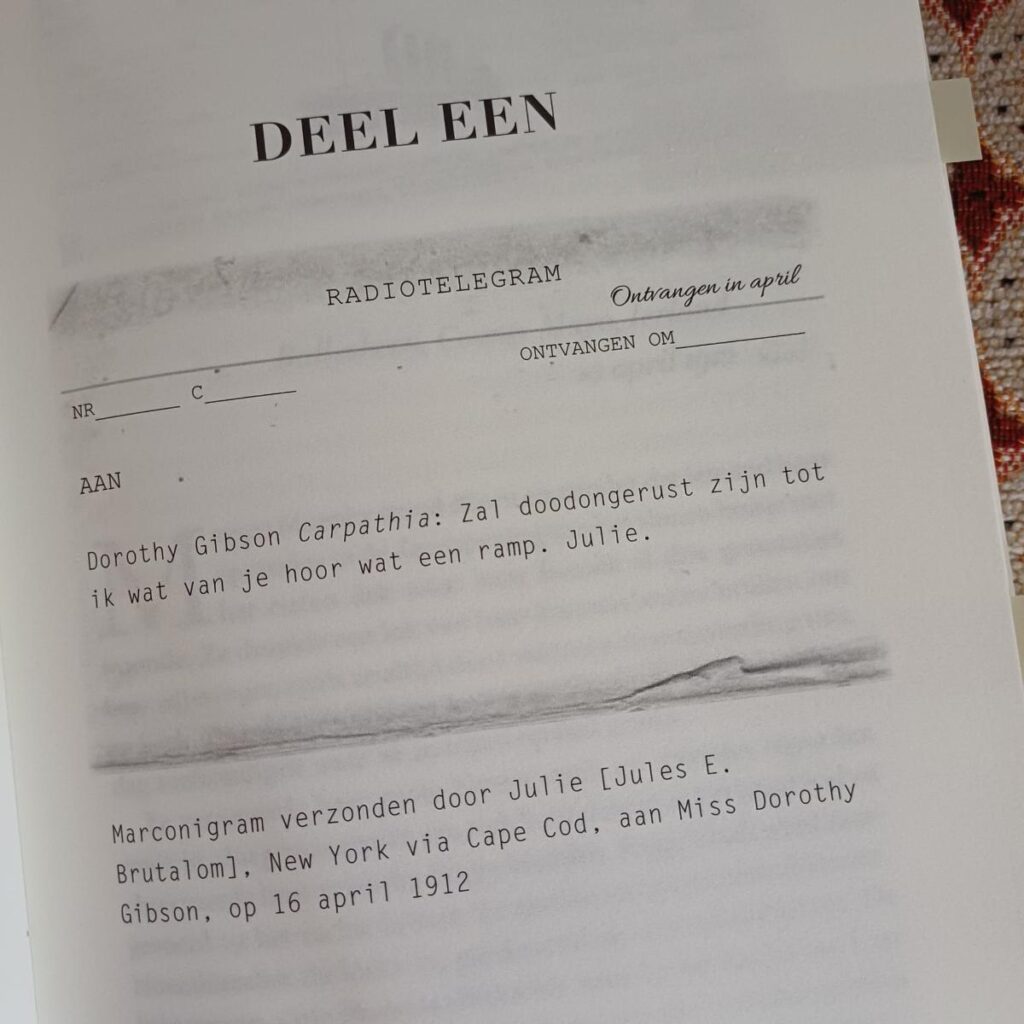 DEEL EEN
RADIOTELEGRAM
Ontvangen in april
ONTVANGEN OM
NR C
AAN
Dorothy Gibson Carpathia: Zal doodongerust zijn tot
ik wat van je hoor wat een ramp. Julie.
Marconigram verzonden door Julie [Jules E.
Brutalom], New York via Cape Cod, aan Miss Dorothy
Gibson, op 16 april 1912